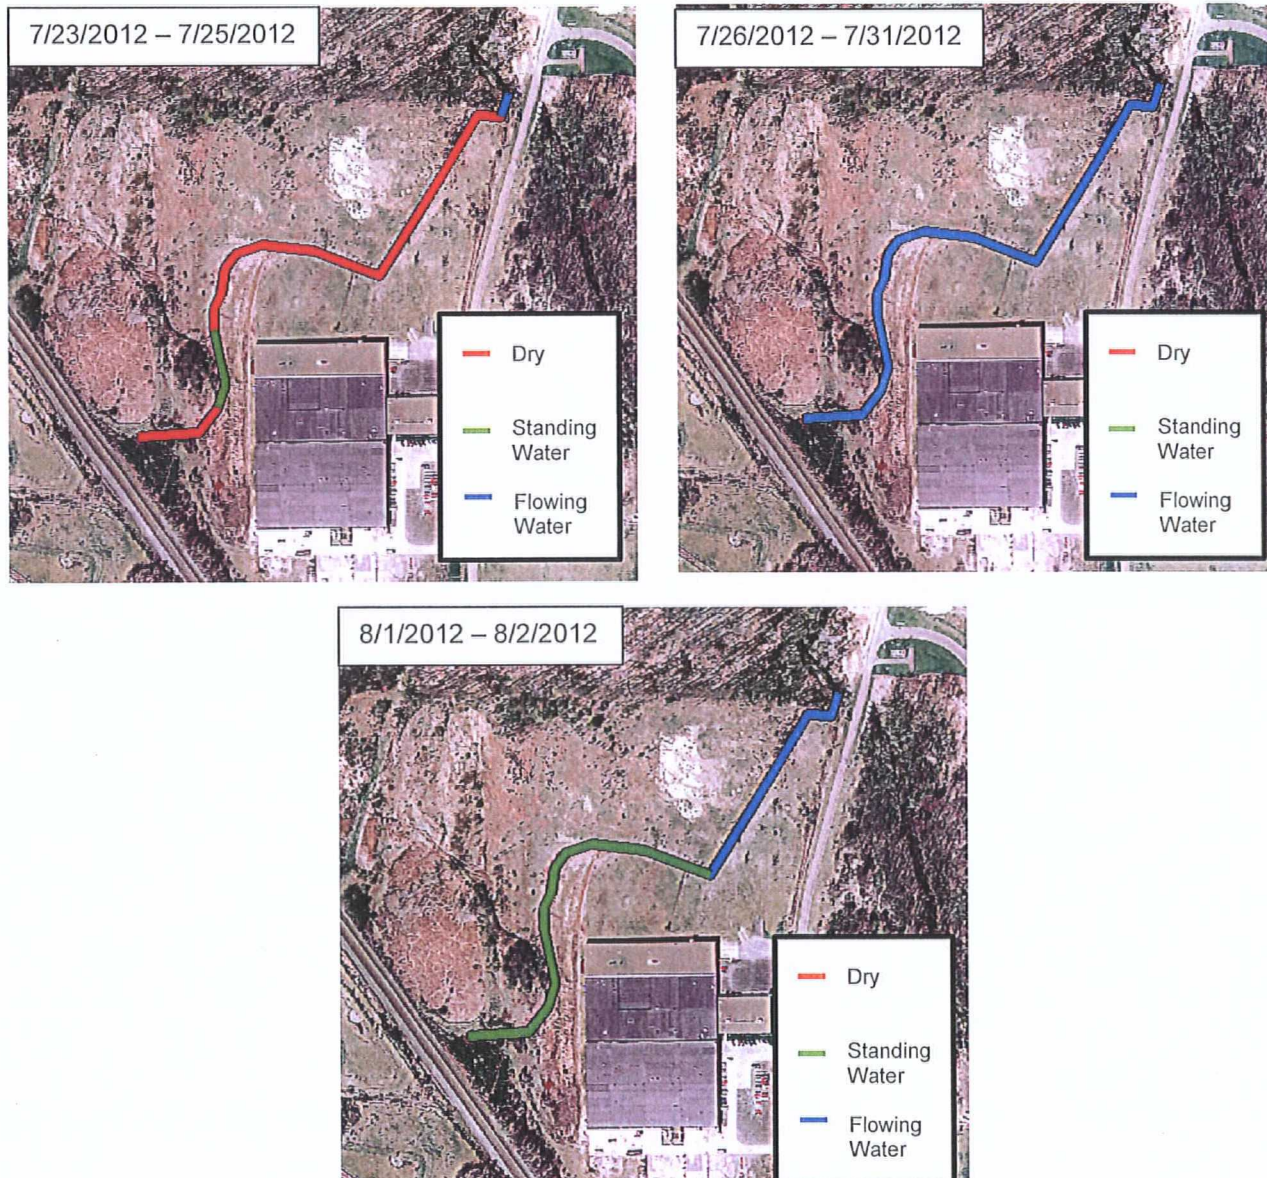 7/23/2012 – 7/25/2012
Dry
Standing
Water
Flowing
Water
7/26/2012 – 7/31/2012
Dry
Standing
Water
Flowing
Water
8/1/2012 – 8/2/2012
Dry
Standing
Water
Flowing
Water